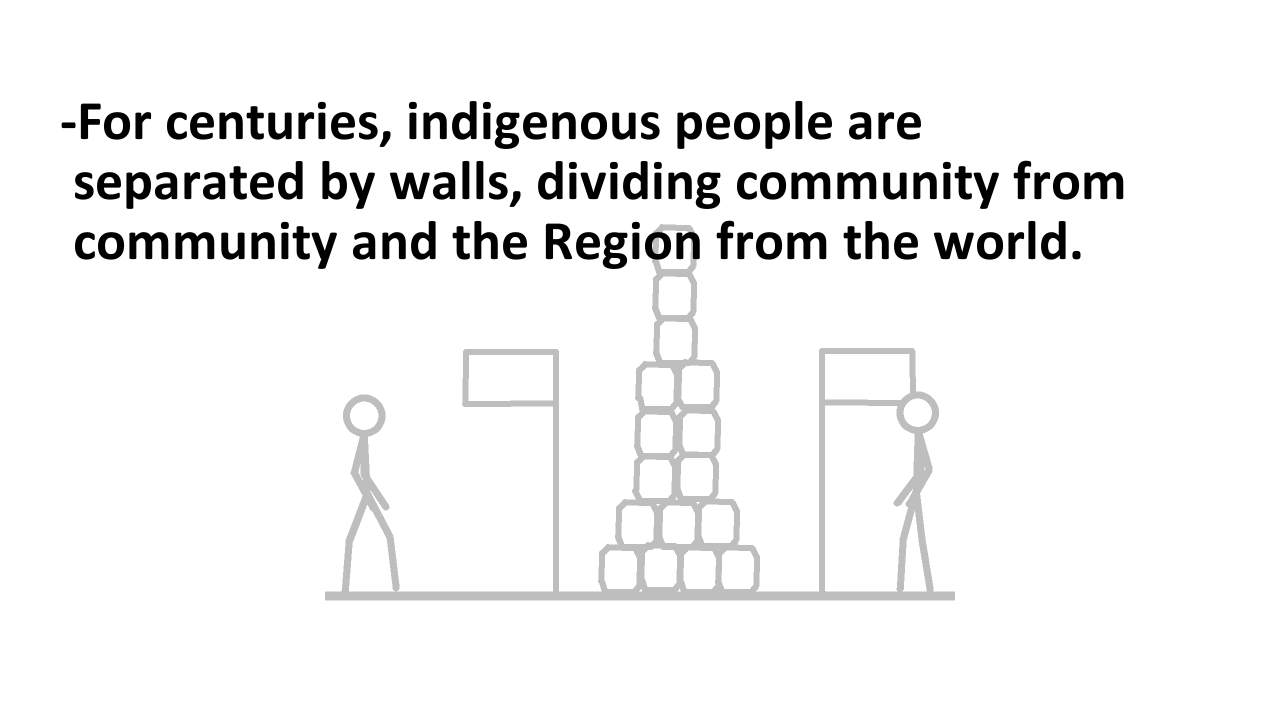 -For centuries, indigenous people are
separated by walls, dividing community from
community and the Region from the world.